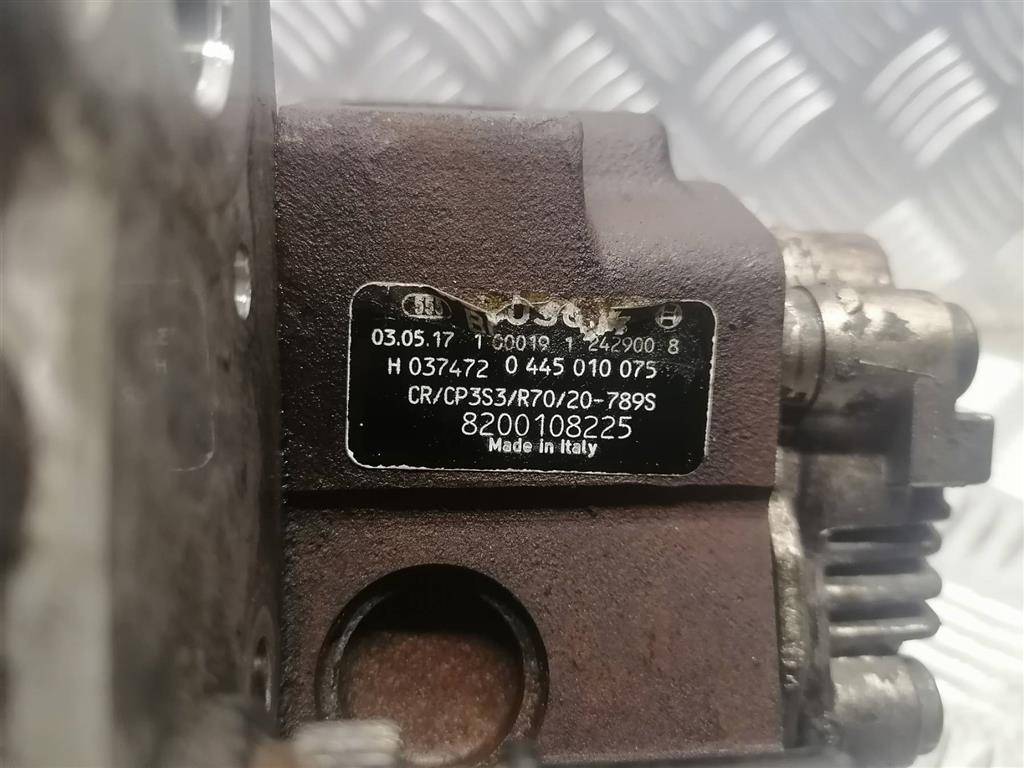 03.05.17 1 00019 1 242900 8
H 037472 0 445 010 075
CR/CP3S3/R70/20-789S
8200108225
Made in Italy